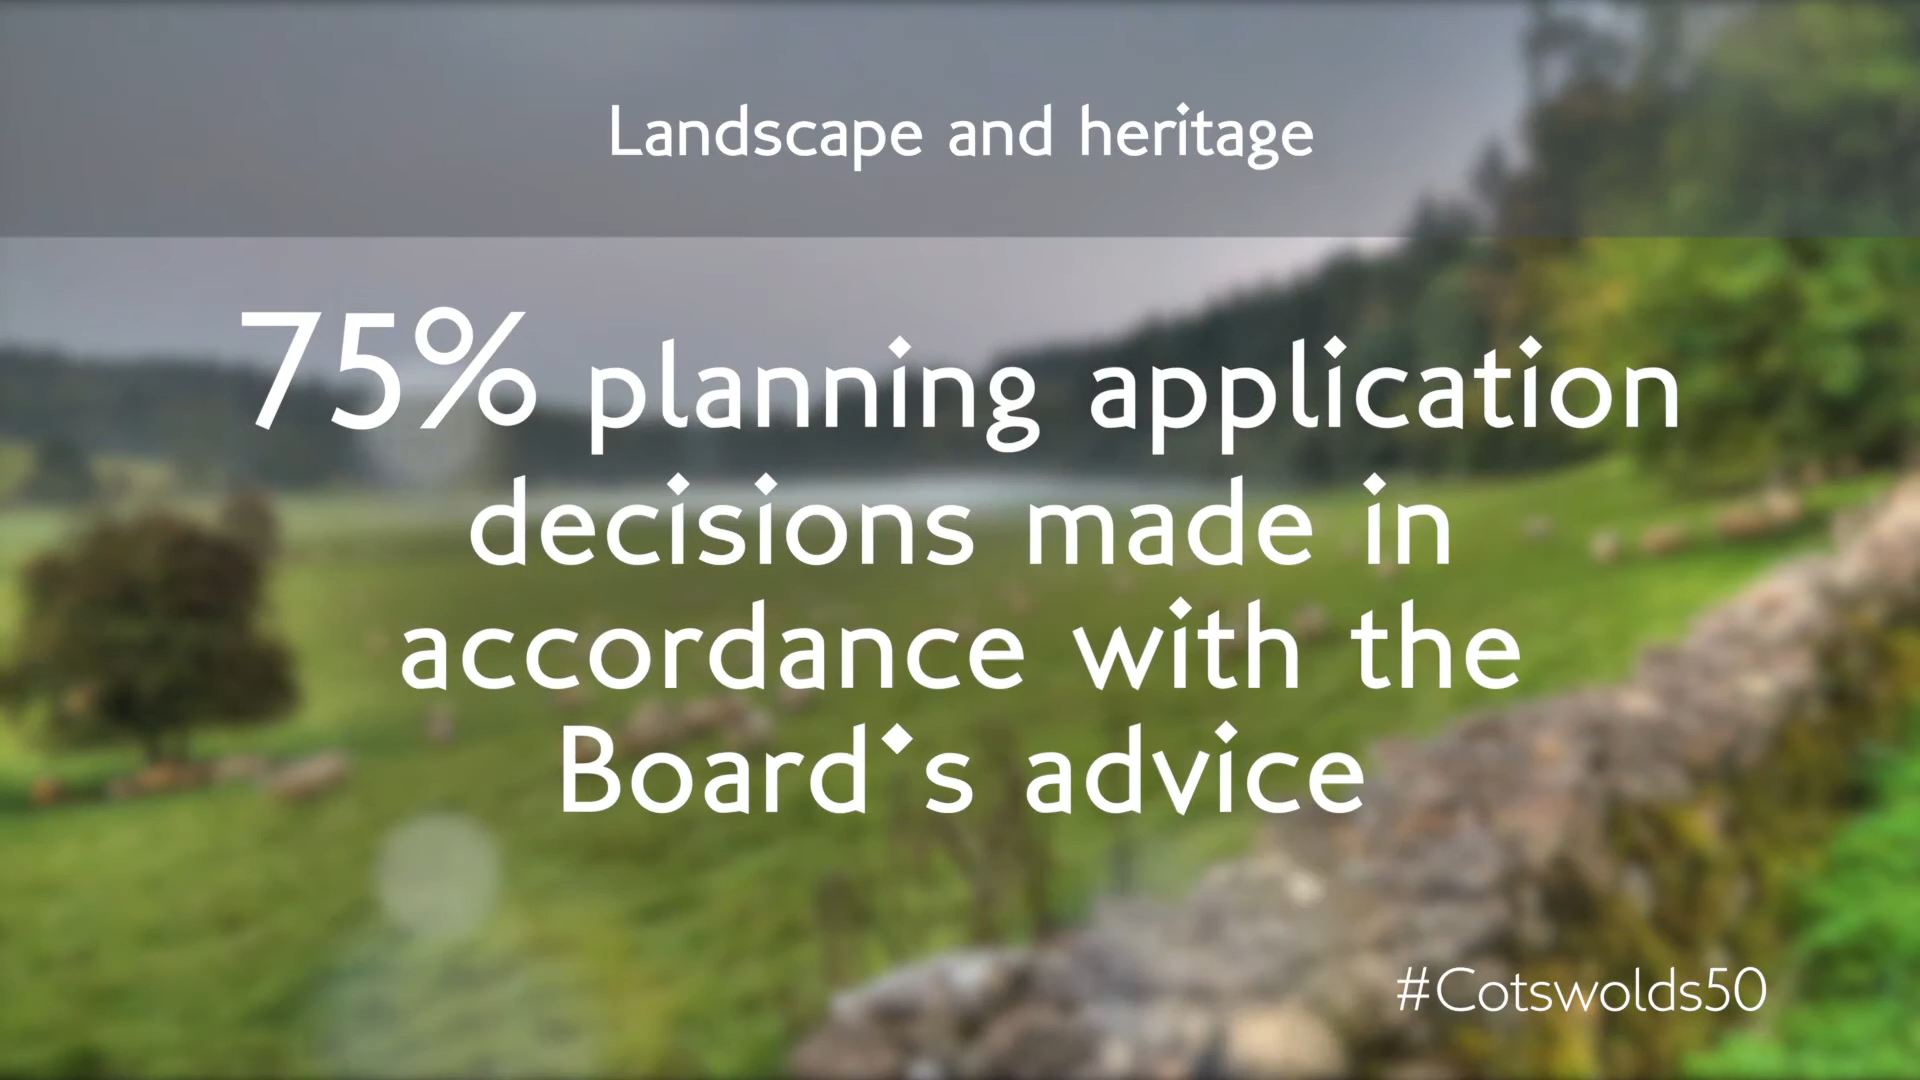 Landscape and heritage
75% planning application
decisions made in
accordance with the
Board's advice
#Cotswolds50